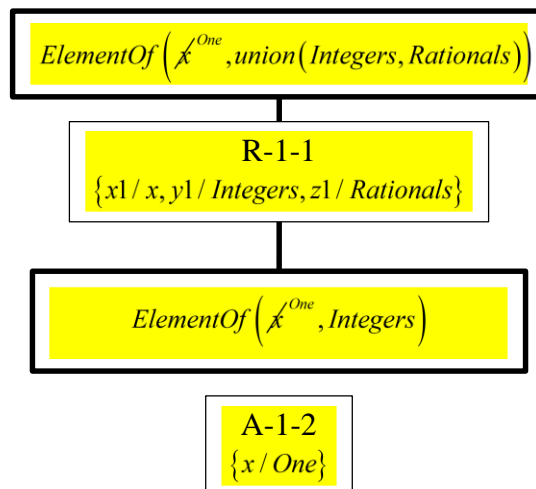 ElementOf(x^One, union(Integers, Rationals))
R-1-1
{x1 / x, y1 / Integers, z1 / Rationals}
ElementOf(x^One, Integers)
A-1-2
{x / One}